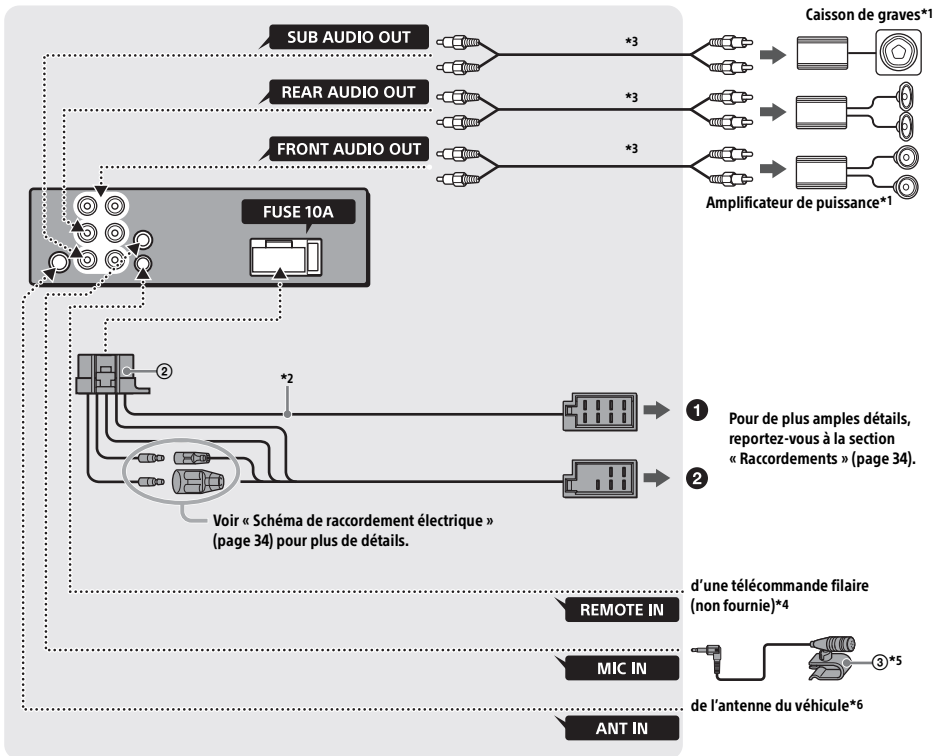 Caisson de graves*1
SUB AUDIO OUT
*3
REAR AUDIO OUT
*3
FRONT AUDIO OUT
*3
Amplificateur de puissance*1
FUSE 10A
②
*2
❶
Pour de plus amples détails,
reportez-vous à la section
« Raccordements » (page 34).
❷
Voir « Schéma de raccordement électrique »
(page 34) pour plus de détails.
d'une télécommande filaire
(non fournie)*4
REMOTE IN
MIC IN
③*5
de l'antenne du véhicule*6
ANT IN